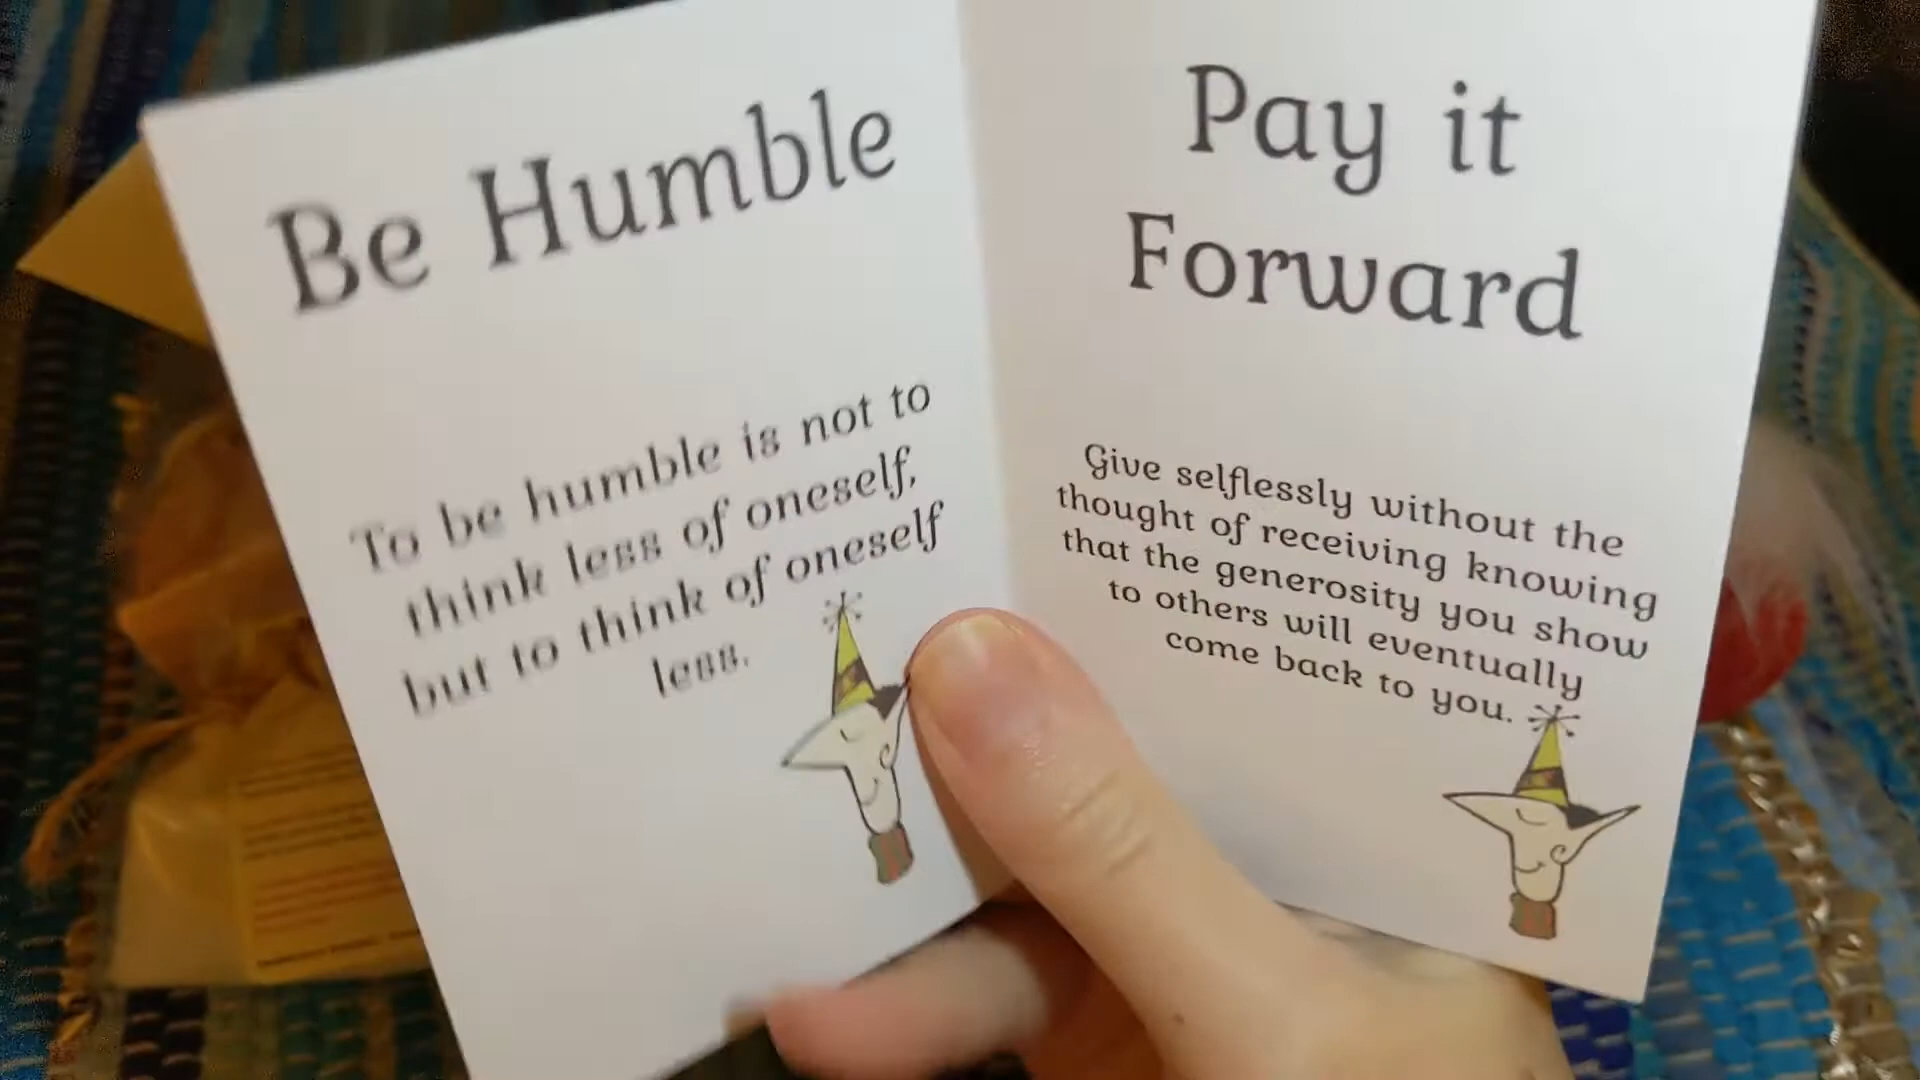 Be Humble
To be humble is not to
think less of oneself,
but to think of oneself
less.
Pay it
Forward
Give selflessly without the
thought of receiving knowing
that the generosity you show
to others will eventually
come back to you.